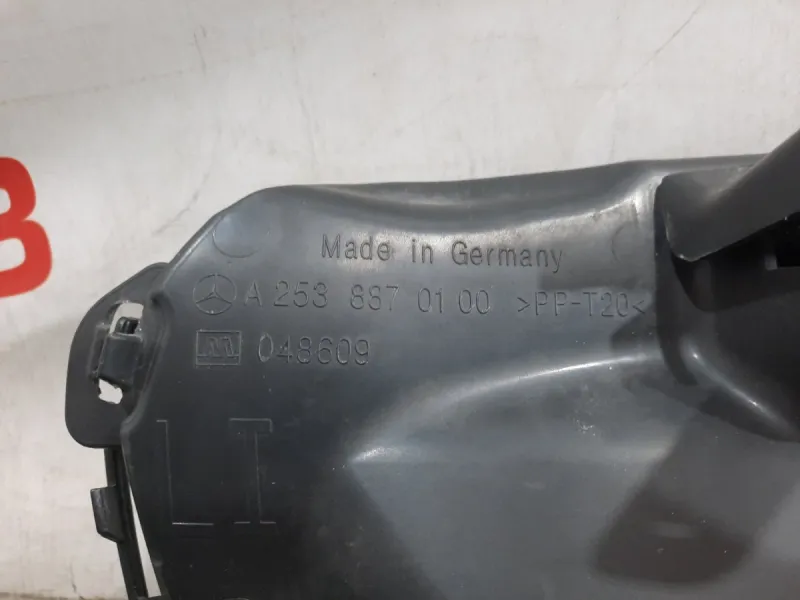 B
Made in Germany
A 253 887 01 00 >PP-T20<
048609
LI